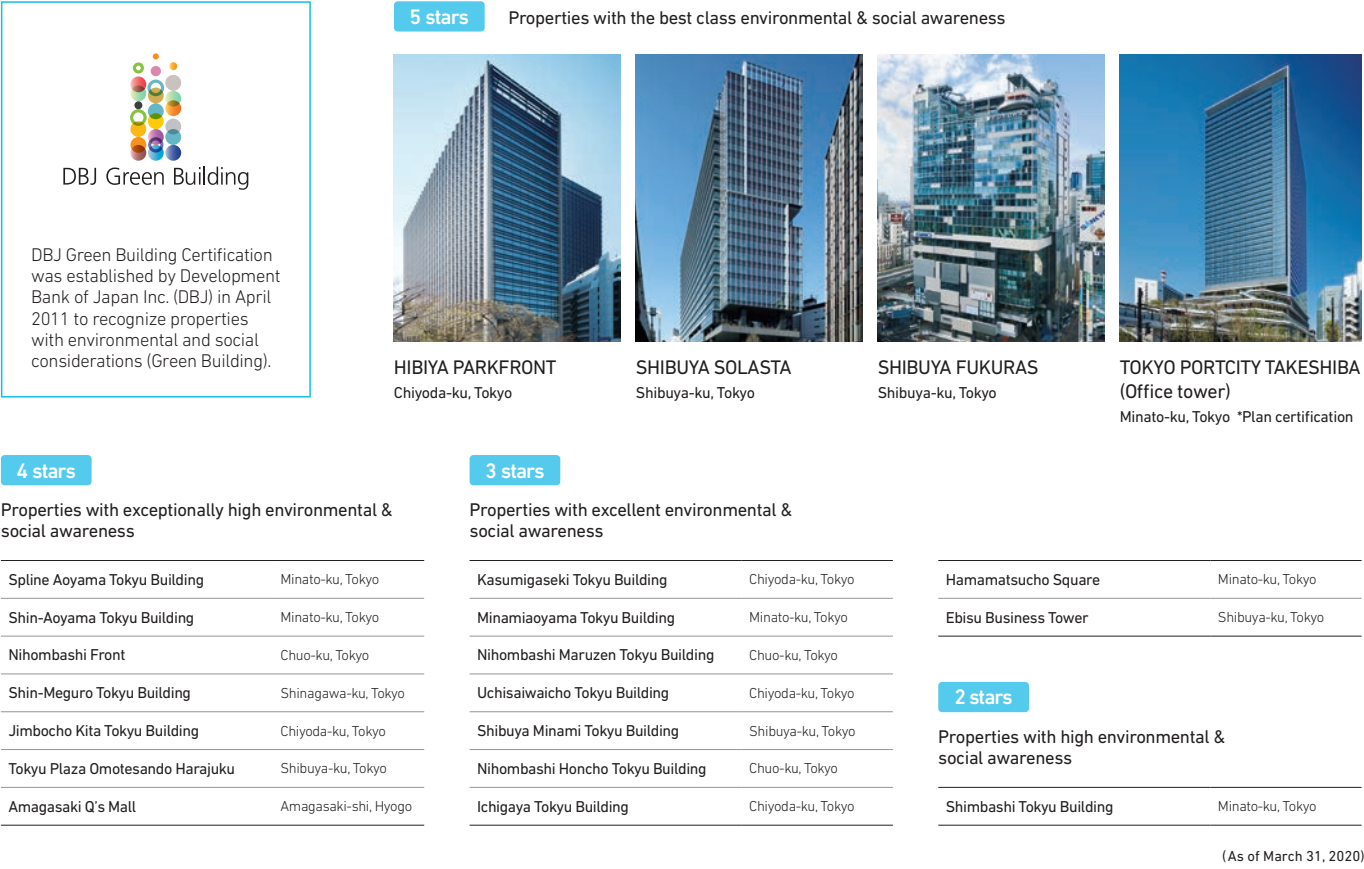 DBJ Green Building
DBJ Green Building Certification
was established by Development
Bank of Japan Inc. (DBJ) in April
2011 to recognize properties
with environmental and social
considerations (Green Building).
5 stars Properties with the best class environmental & social awareness
HIBIYA PARKFRONT
Chiyoda-ku, Tokyo
SHIBUYA SOLASTA
Shibuya-ku, Tokyo
SHIBUYA FUKURAS
Shibuya-ku, Tokyo
TOKYO PORTCITY TAKESHIBA
(Office tower)
Minato-ku, Tokyo *Plan certification
4 stars
Properties with exceptionally high environmental &
social awareness
Spline Aoyama Tokyu Building Minato-ku, Tokyo
Shin-Aoyama Tokyu Building Minato-ku, Tokyo
Nihombashi Front Chuo-ku, Tokyo
Shin-Meguro Tokyu Building Shinagawa-ku, Tokyo
Jimbocho Kita Tokyu Building Chiyoda-ku, Tokyo
Tokyu Plaza Omotesando Harajuku Shibuya-ku, Tokyo
Amagasaki Q's Mall Amagasaki-shi, Hyogo
3 stars
Properties with excellent environmental &
social awareness
Kasumigaseki Tokyu Building Chiyoda-ku, Tokyo
Minamiaoyama Tokyu Building Minato-ku, Tokyo
Nihombashi Maruzen Tokyu Building Chuo-ku, Tokyo
Uchisaiwaicho Tokyu Building Chiyoda-ku, Tokyo
Shibuya Minami Tokyu Building Shibuya-ku, Tokyo
Nihombashi Honcho Tokyu Building Chuo-ku, Tokyo
Ichigaya Tokyu Building Chiyoda-ku, Tokyo
Hamamatsucho Square Minato-ku, Tokyo
Ebisu Business Tower Shibuya-ku, Tokyo
2 stars
Properties with high environmental &
social awareness
Shimbashi Tokyu Building Minato-ku, Tokyo
(As of March 31, 2020)